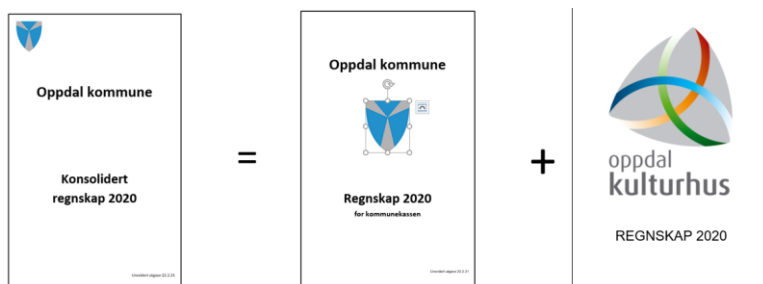 Oppdal kommune
Konsolidert
regnskap 2020
=
Oppdal kommune
Regnskap 2020
for kommunekassen
+
oppdal
kulturhus
REGNSKAP 2020